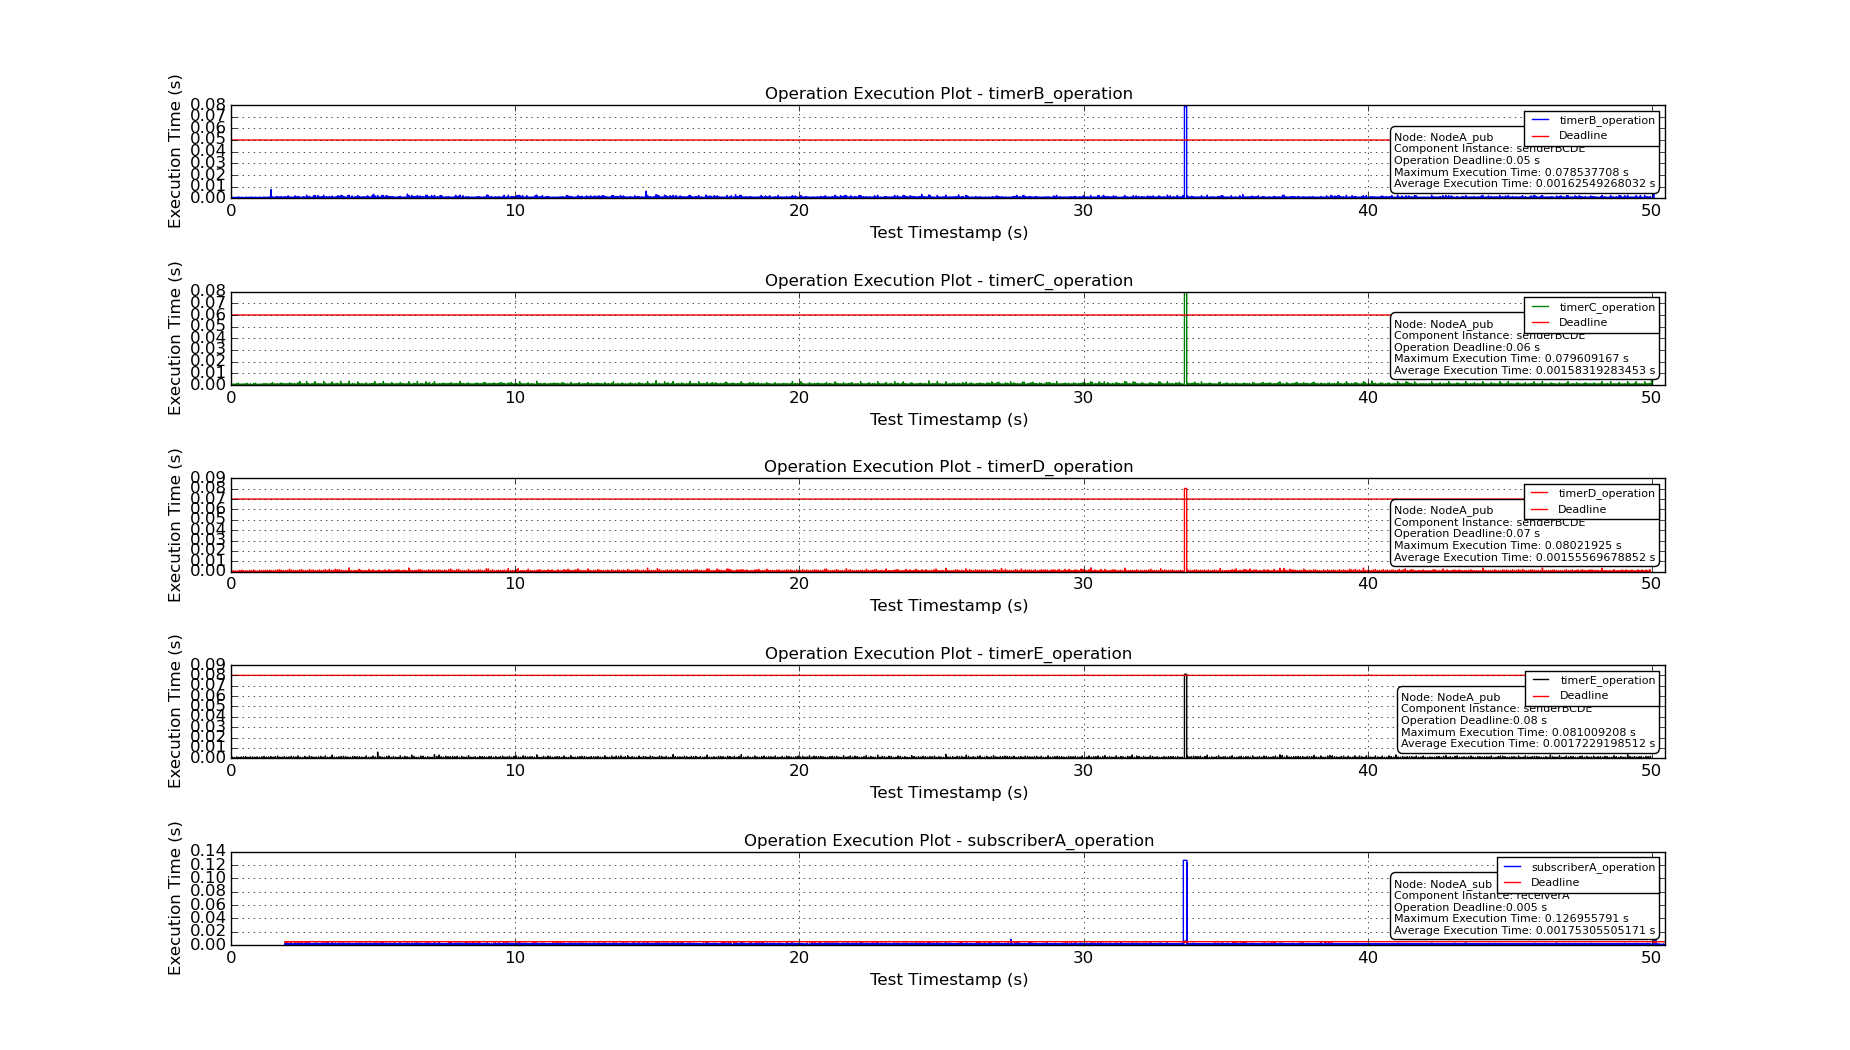 Operation Execution Plot - timerB_operation
Execution Time (s)
0.08
0.07
0.06
0.05
0.04
0.03
0.02
0.01
0.00
timerB_operation
Deadline
Node: NodeA_pub
Component Instance: senderBCDE
Operation Deadline:0.05 s
Maximum Execution Time: 0.078537708 s
Average Execution Time: 0.00162549268032 s
0 10 20 30 40 50
Test Timestamp (s)
Operation Execution Plot - timerC_operation
Execution Time (s)
0.08
0.07
0.06
0.05
0.04
0.03
0.02
0.01
0.00
timerC_operation
Deadline
Node: NodeA_pub
Component Instance: senderBCDE
Operation Deadline:0.06 s
Maximum Execution Time: 0.079609167 s
Average Execution Time: 0.00158319283453 s
0 10 20 30 40 50
Test Timestamp (s)
Operation Execution Plot - timerD_operation
Execution Time (s)
0.09
0.08
0.07
0.06
0.05
0.04
0.03
0.02
0.01
0.00
timerD_operation
Deadline
Node: NodeA_pub
Component Instance: senderBCDE
Operation Deadline:0.07 s
Maximum Execution Time: 0.08021925 s
Average Execution Time: 0.00155569678852 s
0 10 20 30 40 50
Test Timestamp (s)
Operation Execution Plot - timerE_operation
Execution Time (s)
0.09
0.08
0.07
0.06
0.05
0.04
0.03
0.02
0.01
0.00
timerE_operation
Deadline
Node: NodeA_pub
Component Instance: senderBCDE
Operation Deadline:0.08 s
Maximum Execution Time: 0.081009208 s
Average Execution Time: 0.0017229198512 s
0 10 20 30 40 50
Test Timestamp (s)
Operation Execution Plot - subscriberA_operation
Execution Time (s)
0.14
0.12
0.10
0.08
0.06
0.04
0.02
0.00
subscriberA_operation
Deadline
Node: NodeA_sub
Component Instance: receiverA
Operation Deadline:0.005 s
Maximum Execution Time: 0.126955791 s
Average Execution Time: 0.00175305505171 s
0 10 20 30 40 50
Test Timestamp (s)